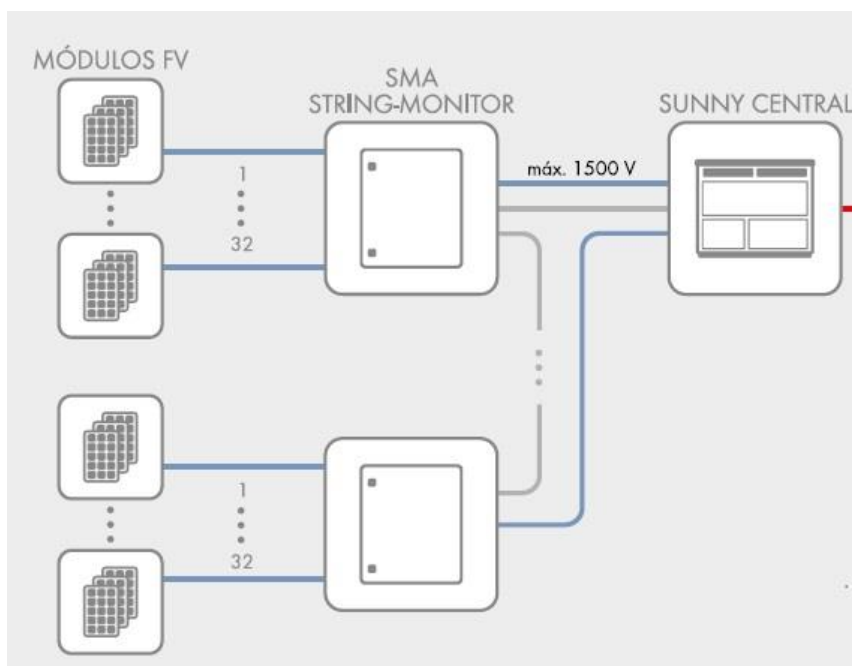 MÓDULOS FV
SMA
STRING-MONITOR
SUNNY CENTRAL
máx. 1500 V
1
32
1
32